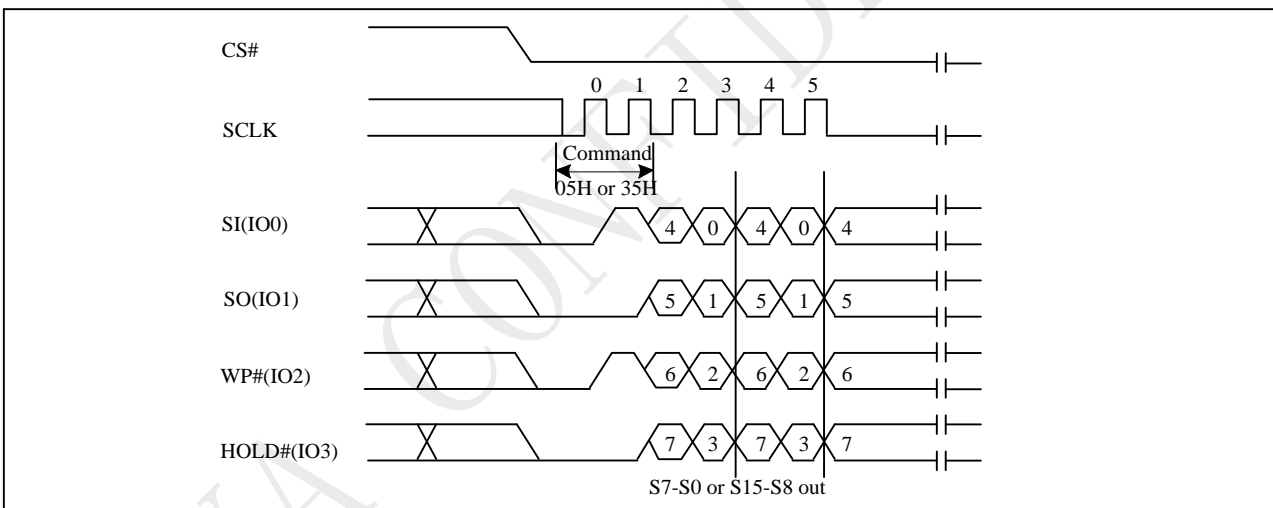 CS#
0 1 2 3 4 5
SCLK
Command
05H or 35H
SI(IO0) 4 0 4 0 4
SO(IO1) 5 1 5 1 5
WP#(IO2) 6 2 6 2 6
HOLD#(IO3) 7 3 7 3 7
S7-S0 or S15-S8 out